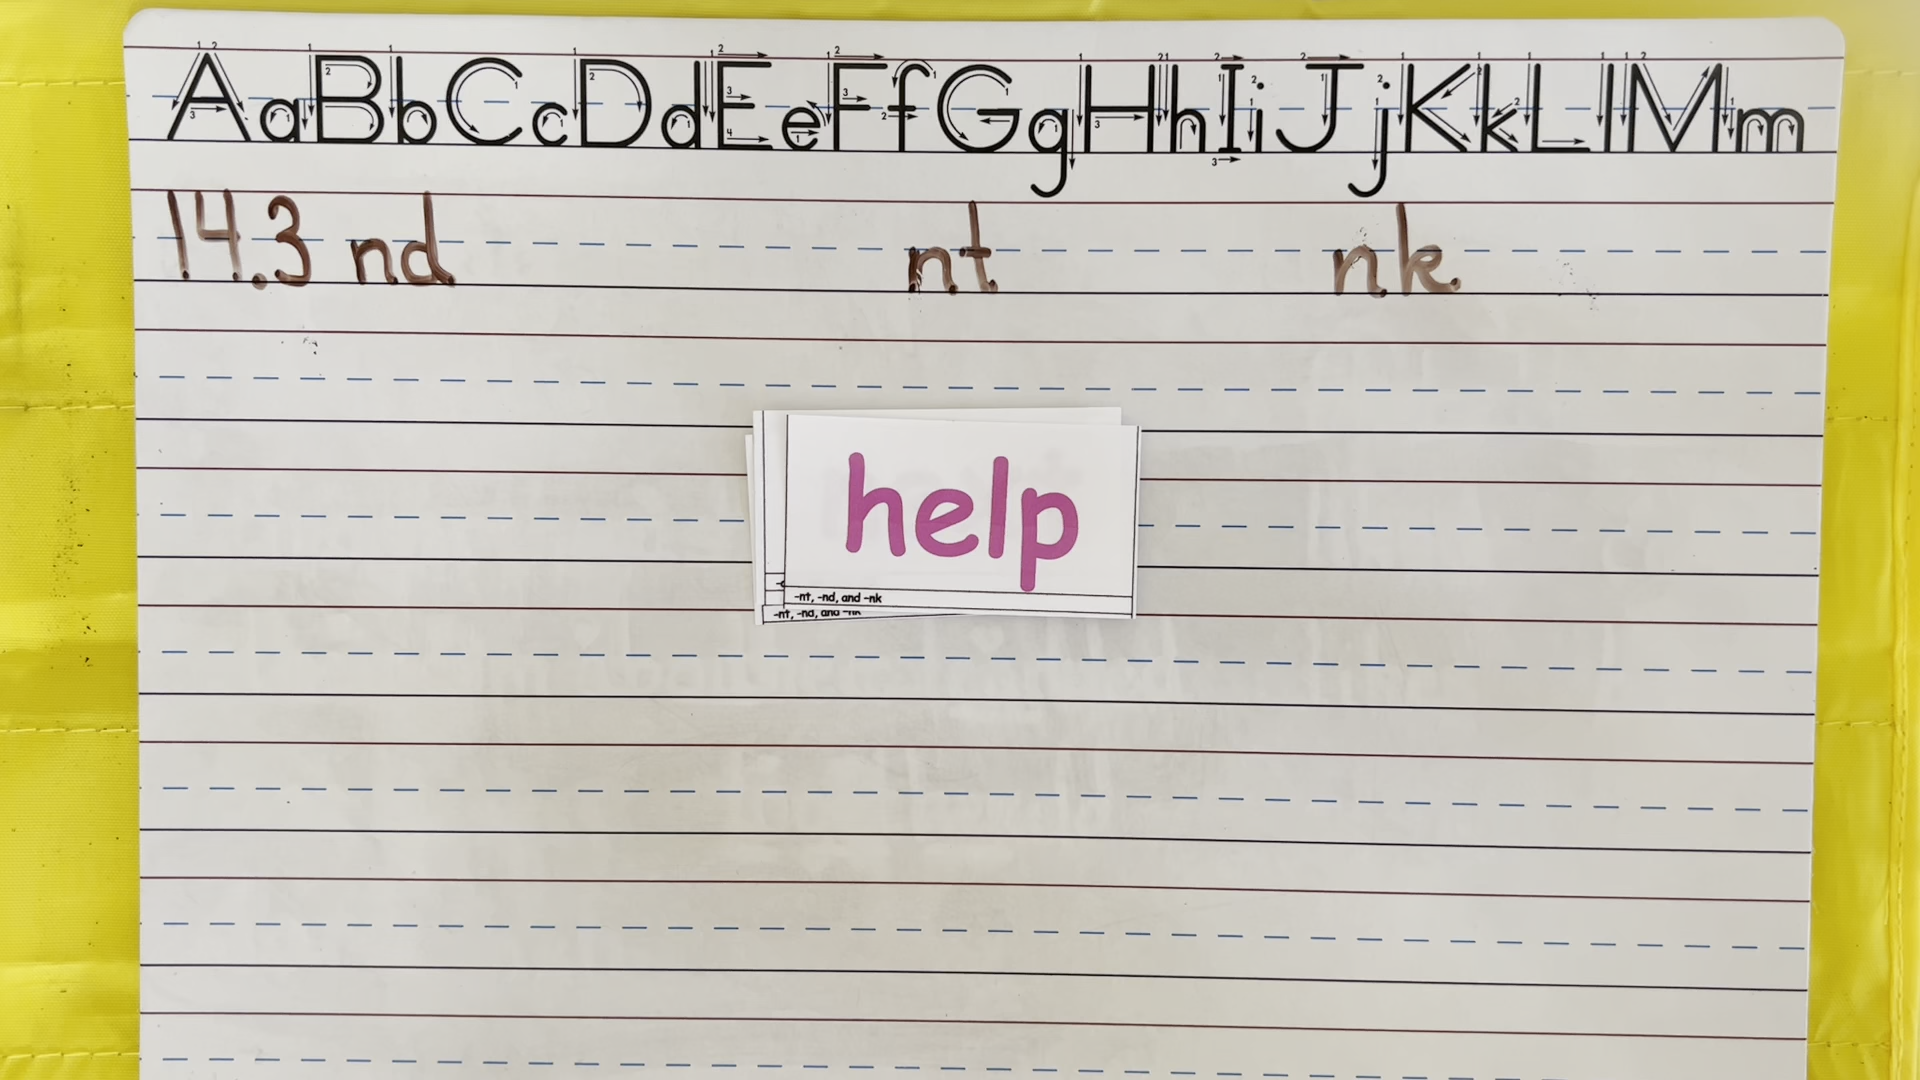 AaBbCcDdEeFfGgHhIiJjKkLlMm
14.3 nd nt nk
help
-nt, -nd, and -nk
-nt, -nd, and -nk